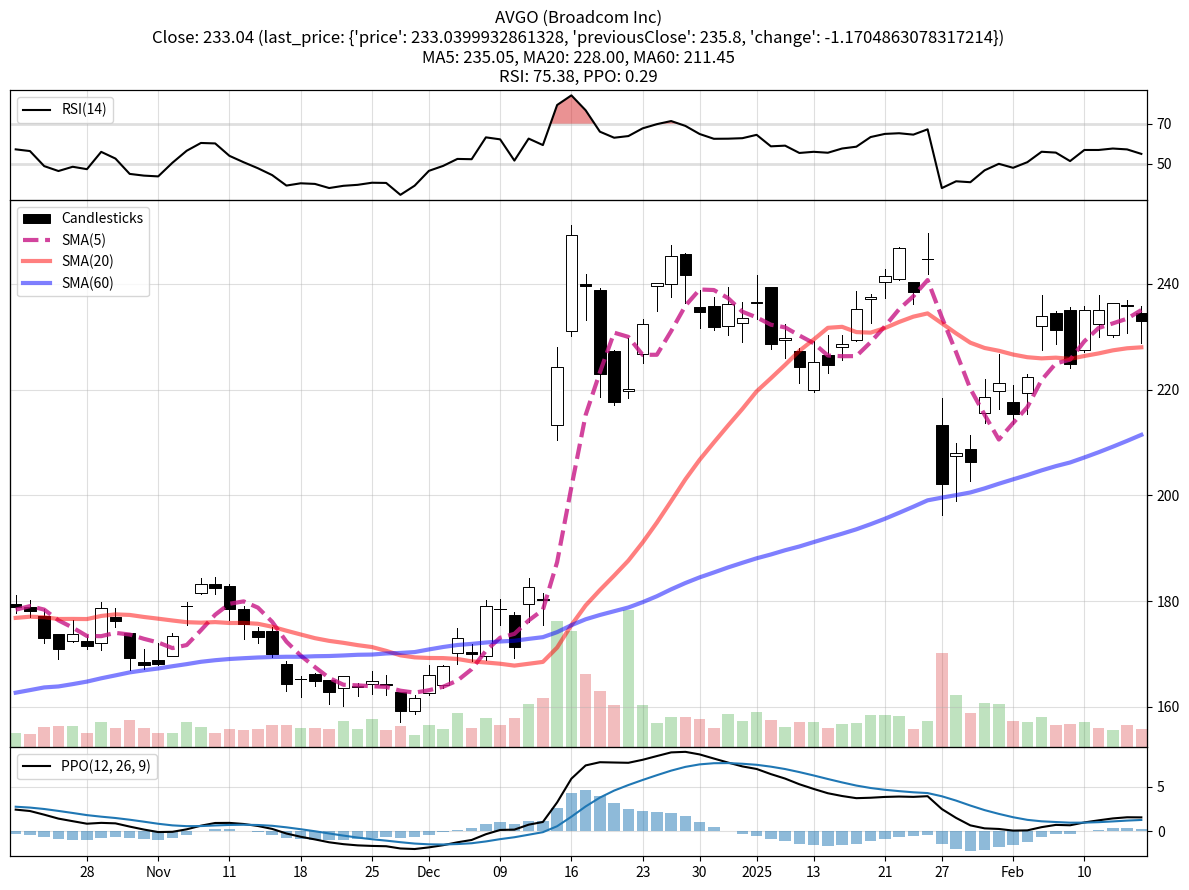 AVGO (Broadcom Inc)
Close: 233.04 (last_price: {'price': 233.0399932861328, 'previousClose': 235.8, 'change': -1.1704863078317214})
MA5: 235.05, MA20: 228.00, MA60: 211.45
RSI: 75.38, PPO: 0.29
RSI(14)
70
50
Candlesticks
SMA(5)
SMA(20)
SMA(60)
240
220
200
180
160
PPO(12, 26, 9)
5
0
28 Nov 11 18 25 Dec 09 16 23 30 2025 13 21 27 Feb 10